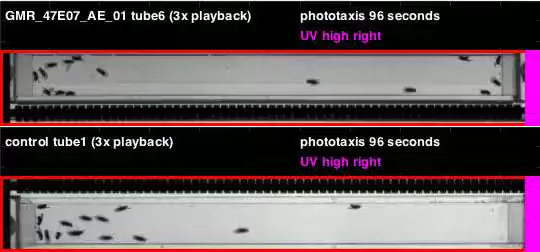 GMR_47E07_AE_01 tube6 (3x playback)
phototaxis 96 seconds
UV high right
control tube1 (3x playback)
phototaxis 96 seconds
UV high right